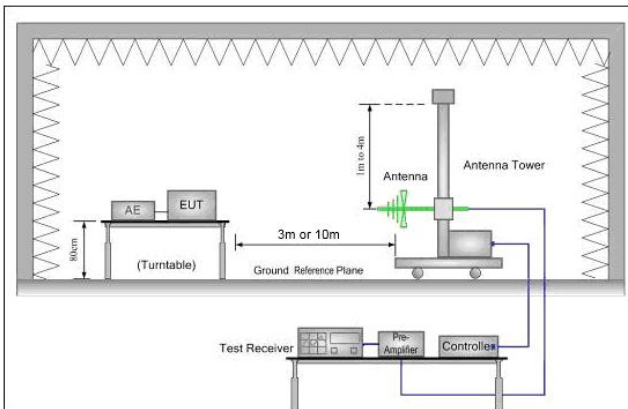 1m to 4m
Antenna
Antenna Tower
AE
EUT
3m or 10m
80cm
(Turntable)
Ground Reference Plane
Test Receiver
Pre-
Amplifier
Controller